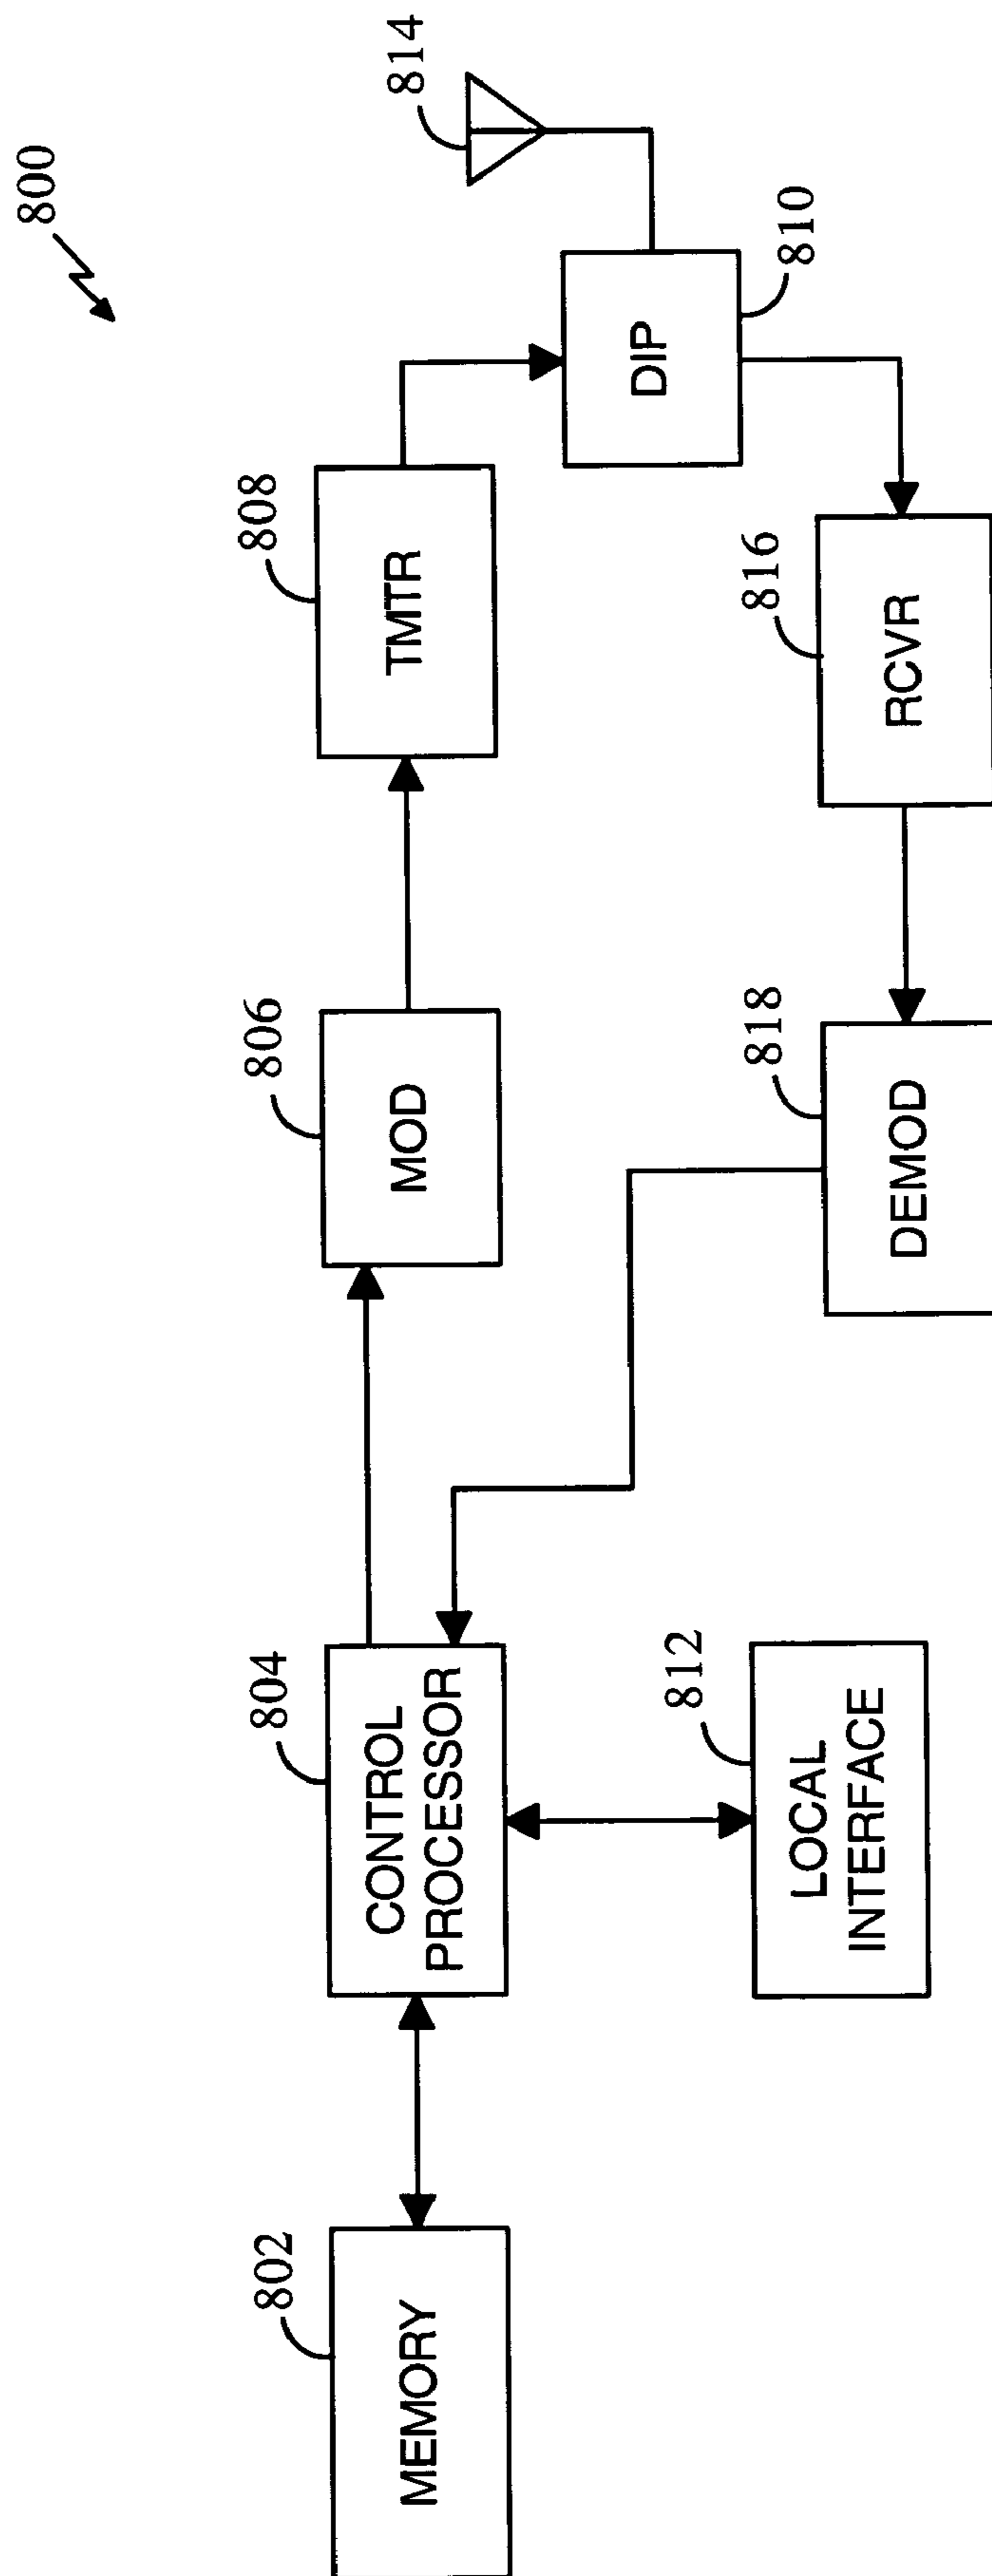 800
802
MEMORY
804
CONTROL
PROCESSOR
806
MOD
808
TMTR
814
DIP
810
812
LOCAL
INTERFACE
818
DEMOD
816
RCVR